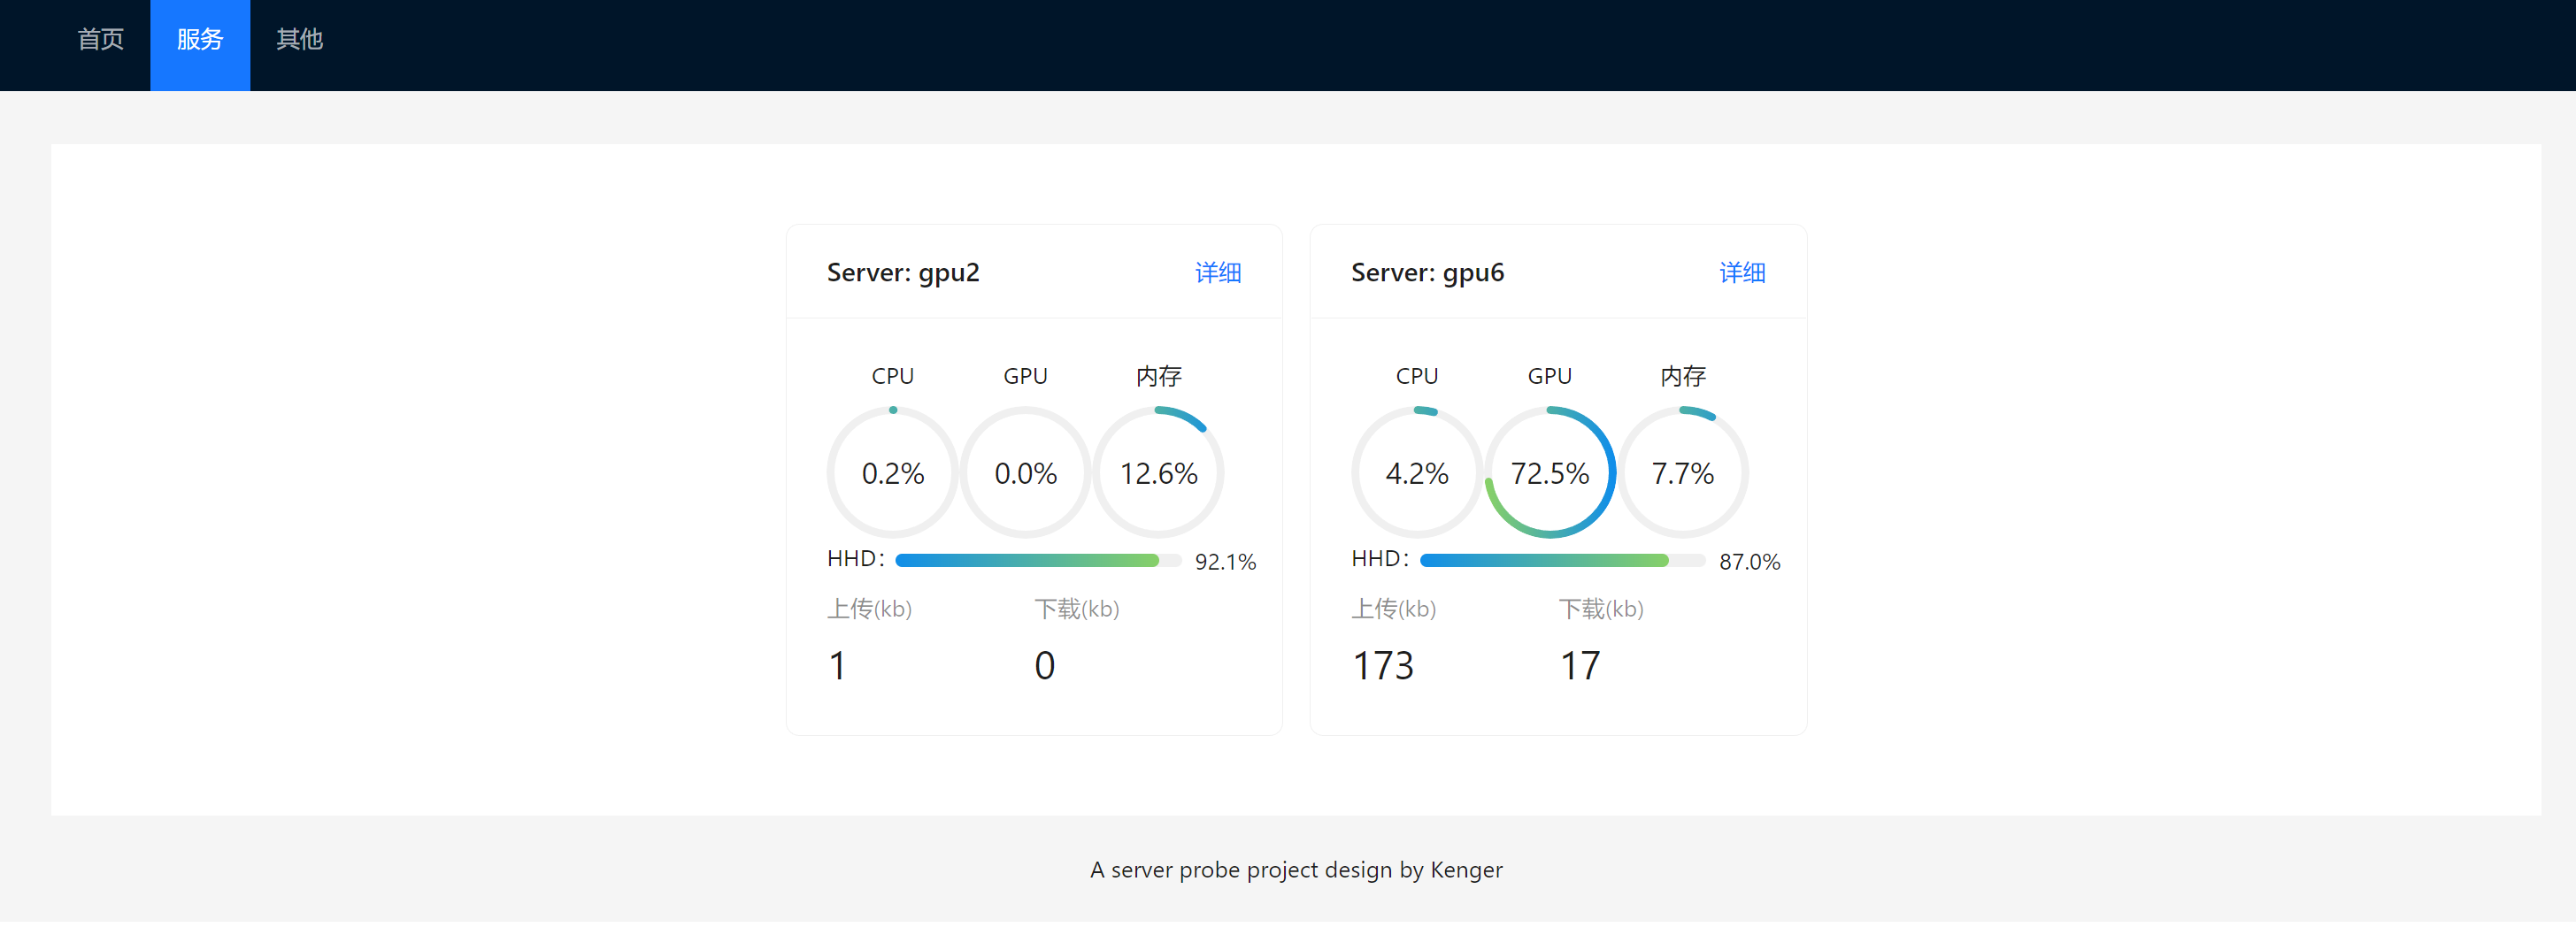 首页 服务 其他
Server: gpu2 详细
CPU GPU 内存
0.2% 0.0% 12.6%
HHD: 92.1%
上传(kb) 下载(kb)
1 0
Server: gpu6 详细
CPU GPU 内存
4.2% 72.5% 7.7%
HHD: 87.0%
上传(kb) 下载(kb)
173 17
A server probe project design by Kenger